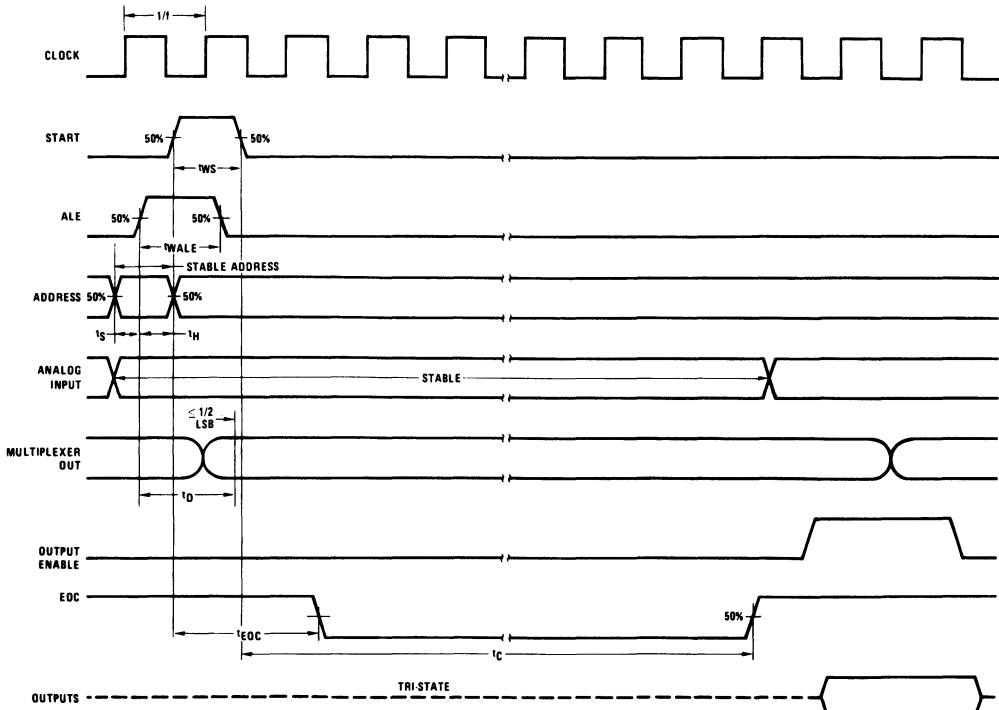 1/f
CLOCK
START
50%
50%
tWS
ALE
50%
50%
tWALE
STABLE ADDRESS
ADDRESS
50%
50%
tS
tH
ANALOG
INPUT
STABLE
≤ 1/2
LSB
MULTIPLEXER
OUT
tD
OUTPUT
ENABLE
EOC
50%
tEOC
tC
TRI-STATE
OUTPUTS